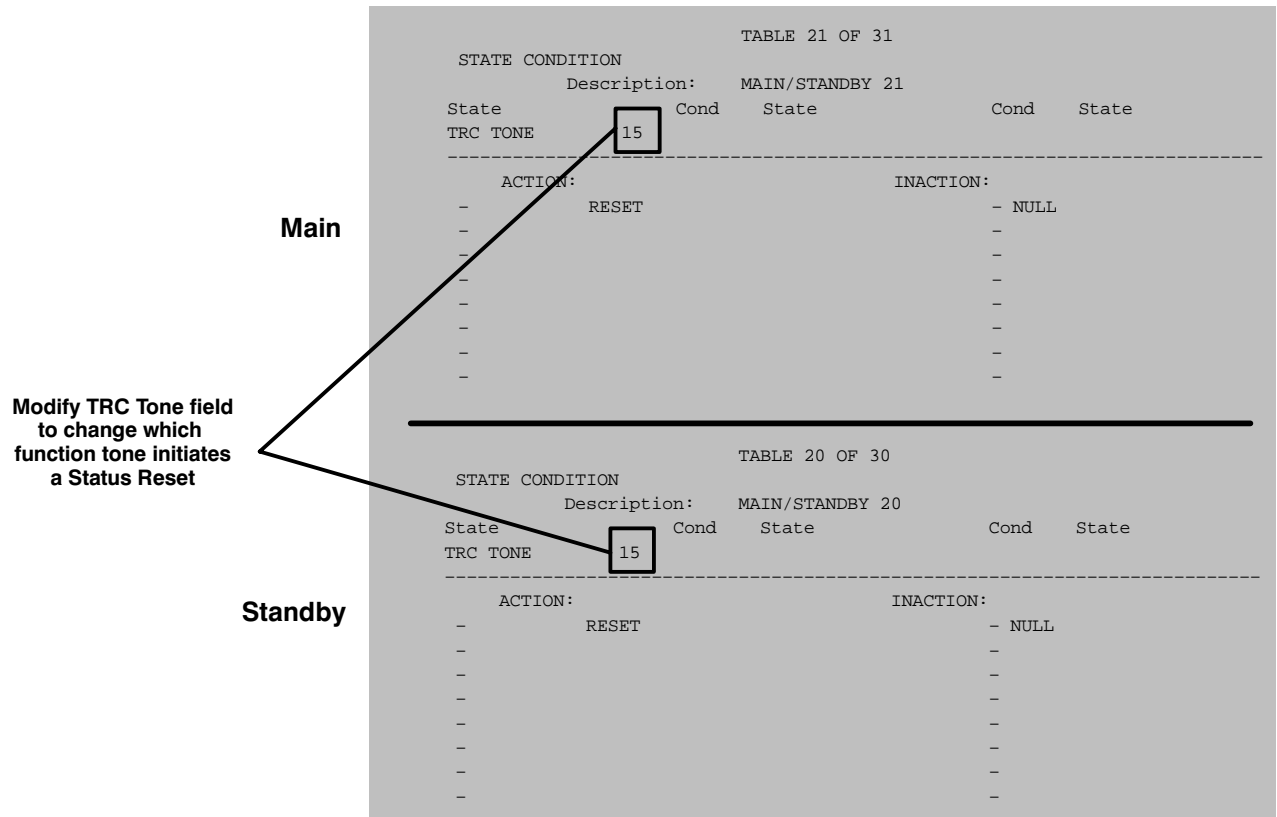 TABLE 21 OF 31
STATE CONDITION
Description: MAIN/STANDBY 21
State Cond State Cond State
TRC TONE 15
--------------------------------------------------------------------------
ACTION: INACTION:
- RESET - NULL
- -
- -
- -
- -
- -
- -
- -
Main
Modify TRC Tone field
to change which
function tone initiates
a Status Reset
TABLE 20 OF 30
STATE CONDITION
Description: MAIN/STANDBY 20
State Cond State Cond State
TRC TONE 15
--------------------------------------------------------------------------
ACTION: INACTION:
- RESET - NULL
- -
- -
- -
- -
- -
- -
- -
Standby